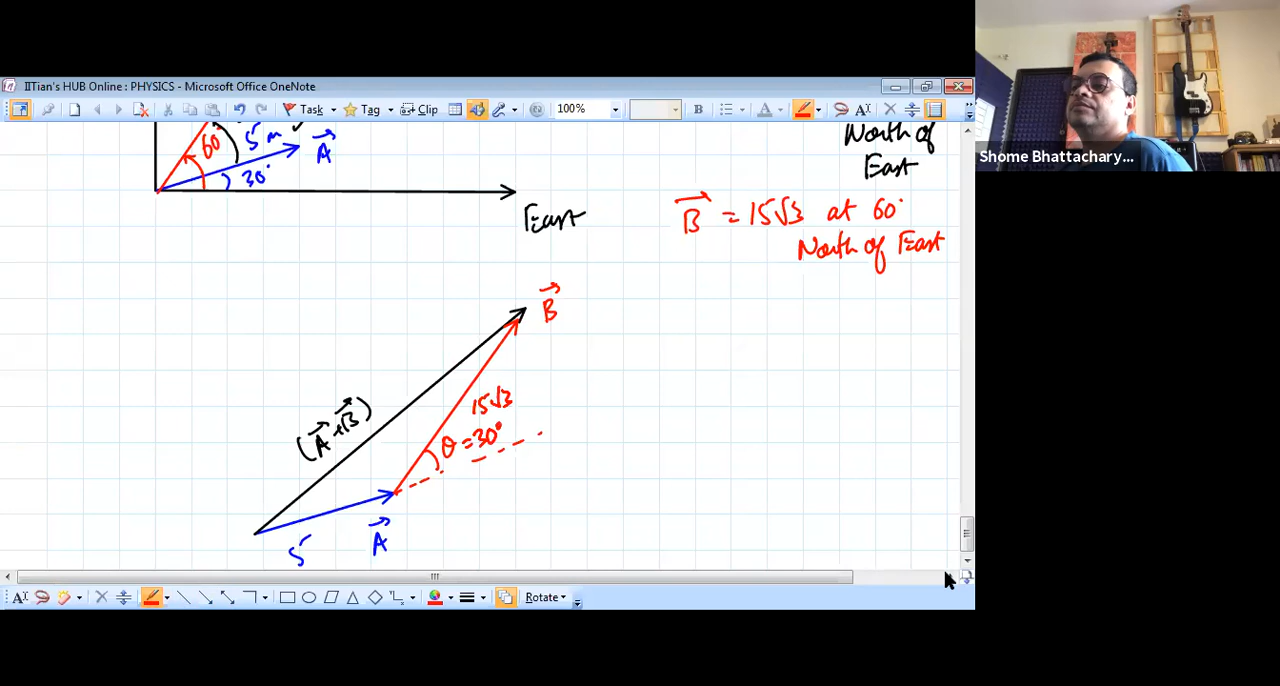 IITian's HUB Online : PHYSICS - Microsoft Office OneNote
Task
Tag
Clip
100%
B
A
60
5 m
A
30°
East
North of
East
B = 15√3 at 60°
North of East
B
(A + B)
15√3
θ = 30°
A
5
Rotate
Shome Bhattachary...